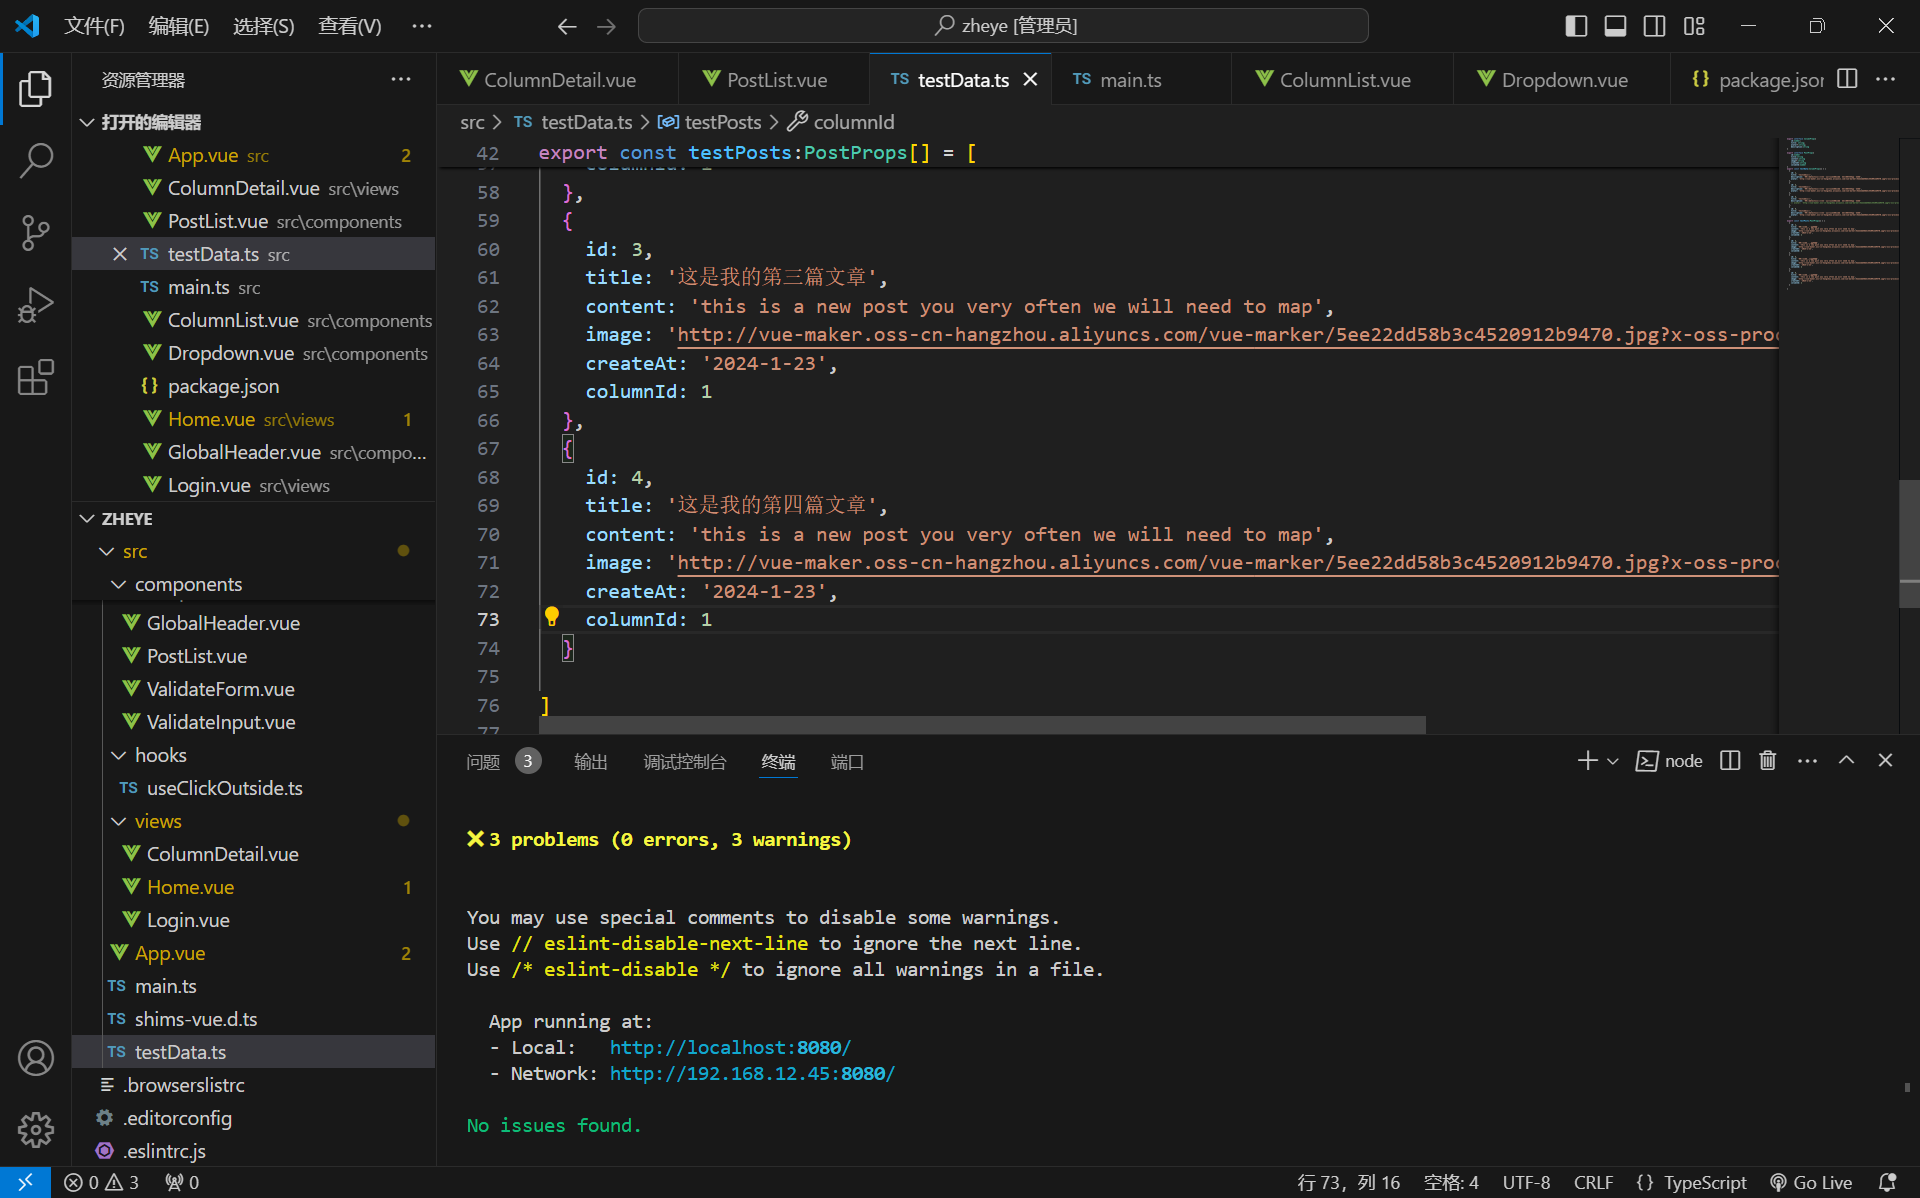 文件(F) 编辑(E) 选择(S) 查看(V) ··· zheye [管理员]
资源管理器
ColumnDetail.vue PostList.vue TS testData.ts TS main.ts ColumnList.vue Dropdown.vue {} package.jsor
打开的编辑器
App.vue src 2
ColumnDetail.vue src\views
PostList.vue src\components
TS testData.ts src
TS main.ts src
ColumnList.vue src\components
Dropdown.vue src\components
{} package.json
Home.vue src\views 1
GlobalHeader.vue src\compo...
Login.vue src\views
ZHEYE
src
components
GlobalHeader.vue
PostList.vue
ValidateForm.vue
ValidateInput.vue
hooks
TS useClickOutside.ts
views
ColumnDetail.vue
Home.vue 1
Login.vue
App.vue 2
TS main.ts
TS shims-vue.d.ts
TS testData.ts
.browserslistrc
.editorconfig
.eslintrc.js
src > TS testData.ts > testPosts > columnId
42 export const testPosts:PostProps[] = [
58 },
59 {
60 id: 3,
61 title: '这是我的第三篇文章',
62 content: 'this is a new post you very often we will need to map',
63 image: 'http://vue-maker.oss-cn-hangzhou.aliyuncs.com/vue-marker/5ee22dd58b3c4520912b9470.jpg?x-oss-proc
64 createAt: '2024-1-23',
65 columnId: 1
66 },
67 {
68 id: 4,
69 title: '这是我的第四篇文章',
70 content: 'this is a new post you very often we will need to map',
71 image: 'http://vue-maker.oss-cn-hangzhou.aliyuncs.com/vue-marker/5ee22dd58b3c4520912b9470.jpg?x-oss-proc
72 createAt: '2024-1-23',
73 columnId: 1
74 }
75
76 ]
77
问题 3 输出 调试控制台 终端 端口 node
3 problems (0 errors, 3 warnings)
You may use special comments to disable some warnings.
Use // eslint-disable-next-line to ignore the next line.
Use /* eslint-disable */ to ignore all warnings in a file.
App running at:
- Local: http://localhost:8080/
- Network: http://192.168.12.45:8080/
No issues found.
0 3 0 行 73，列 16 空格: 4 UTF-8 CRLF {} TypeScript Go Live